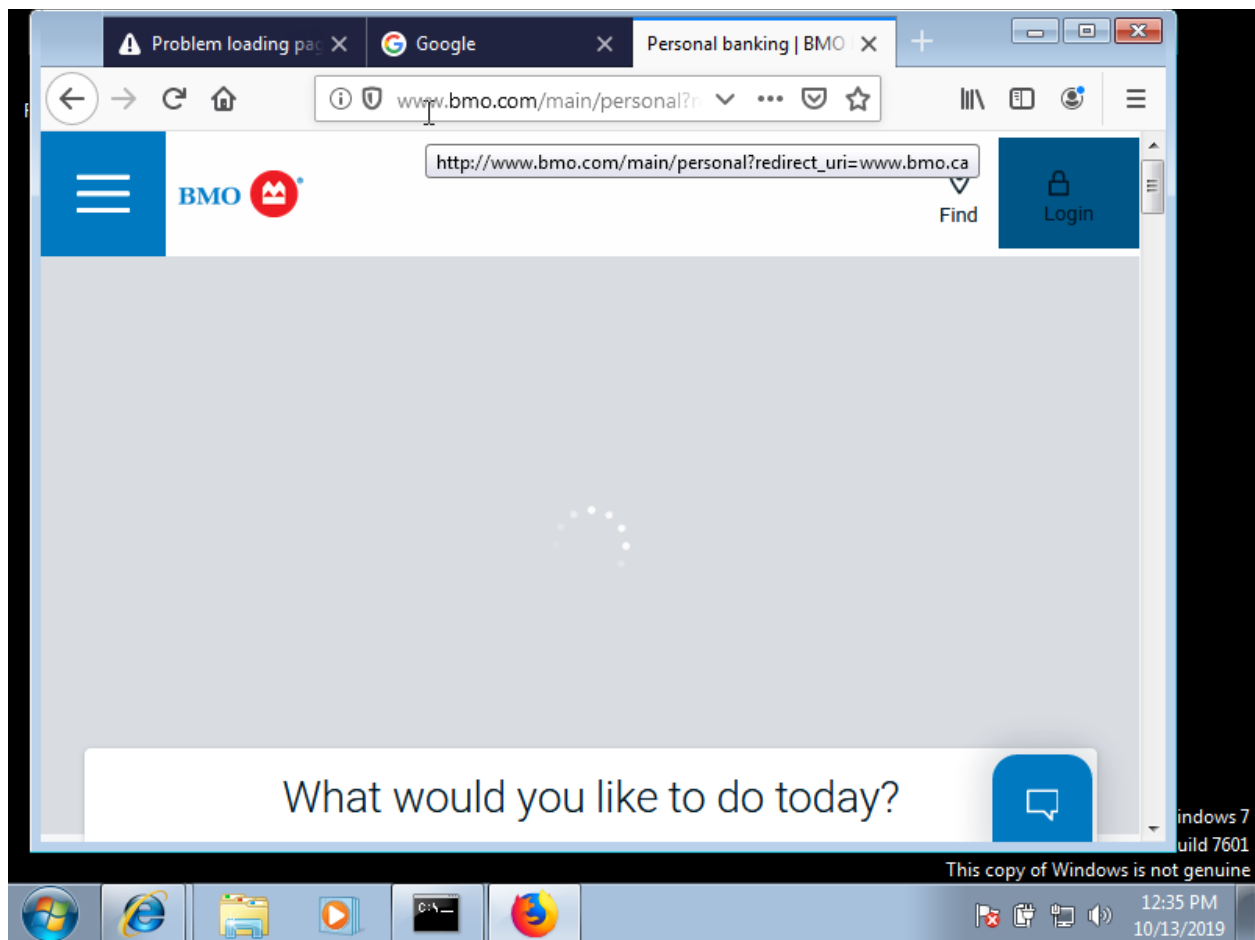 Problem loading pag
Google
Personal banking | BMO
www.bmo.com/main/personal?r
http://www.bmo.com/main/personal?redirect_uri=www.bmo.ca
BMO
Find
Login
What would you like to do today?
indows 7
uild 7601
This copy of Windows is not genuine
C:\_
12:35 PM
10/13/2019